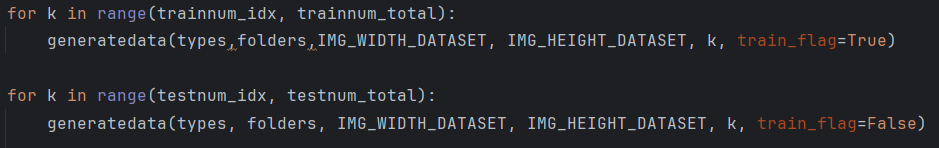 for k in range(trainnum_idx, trainnum_total):
    generatedata(types,folders,IMG_WIDTH_DATASET, IMG_HEIGHT_DATASET, k, train_flag=True)
for k in range(testnum_idx, testnum_total):
    generatedata(types, folders, IMG_WIDTH_DATASET, IMG_HEIGHT_DATASET, k, train_flag=False)